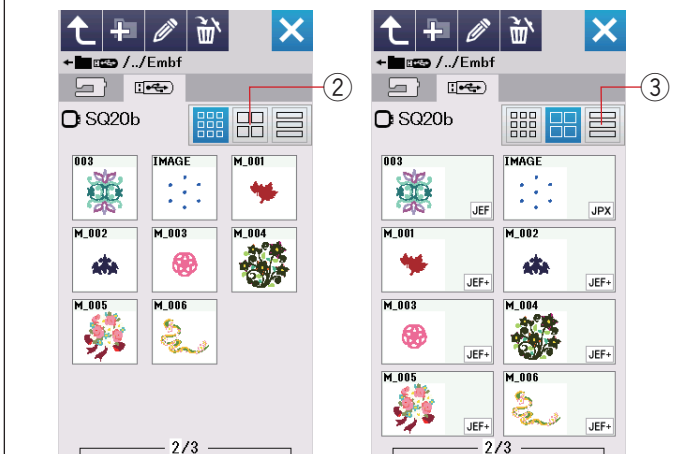 ←/../Embf
SQ20b
②
003 IMAGE M_001
M_002 M_003 M_004
M_005 M_006
2/3
←/../Embf
SQ20b
③
003 IMAGE
JEF JPX
M_001 M_002
JEF+ JEF+
M_003 M_004
JEF+ JEF+
M_005 M_006
JEF+ JEF+
2/3